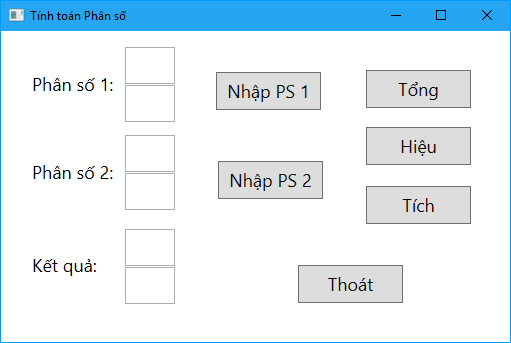 Tính toán Phân số
Phân số 1:
Nhập PS 1
Tổng
Hiệu
Phân số 2:
Nhập PS 2
Tích
Kết quả:
Thoát